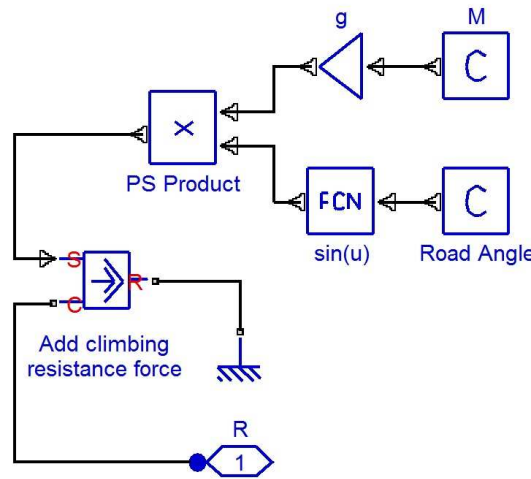 g
M
C
×
PS Product
FCN
sin(u)
C
Road Angle
S
R
C
Add climbing
resistance force
R
1